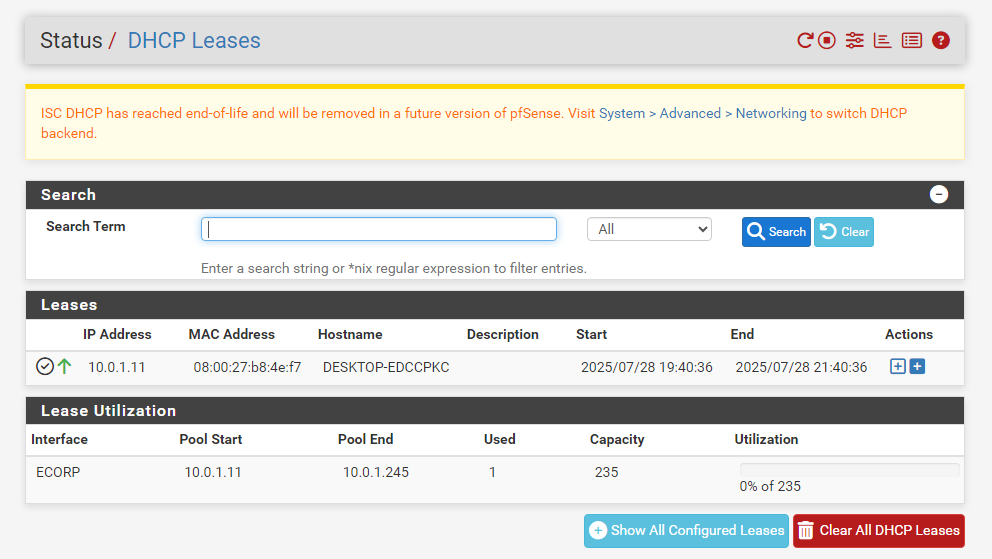 Status / DHCP Leases
ISC DHCP has reached end-of-life and will be removed in a future version of pfSense. Visit System > Advanced > Networking to switch DHCP
backend.
Search
Search Term All Search Clear
Enter a search string or *nix regular expression to filter entries.
Leases
IP Address MAC Address Hostname Description Start End Actions
10.0.1.11 08:00:27:b8:4e:f7 DESKTOP-EDCCPKC 2025/07/28 19:40:36 2025/07/28 21:40:36
Lease Utilization
Interface Pool Start Pool End Used Capacity Utilization
ECORP 10.0.1.11 10.0.1.245 1 235
0% of 235
Show All Configured Leases Clear All DHCP Leases